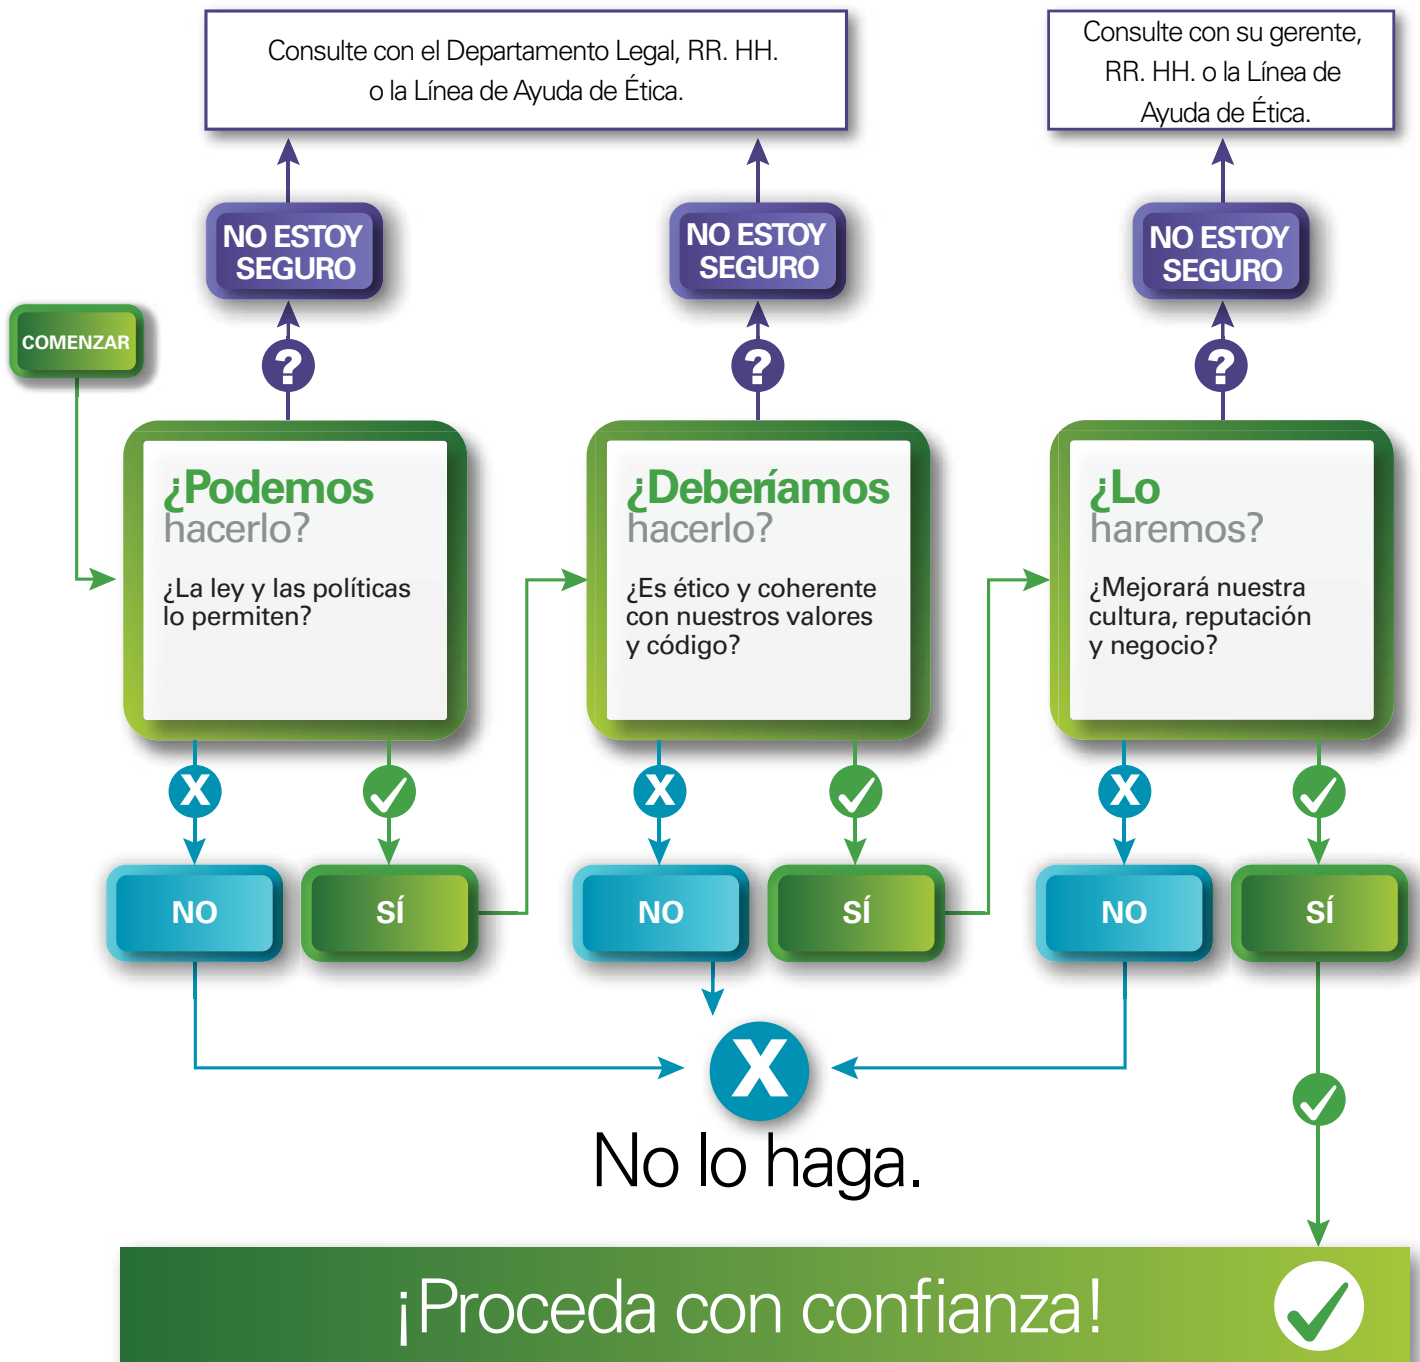 Consulte con el Departamento Legal, RR. HH.
o la Línea de Ayuda de Ética.
Consulte con su gerente,
RR. HH. o la Línea de
Ayuda de Ética.
NO ESTOY
SEGURO
NO ESTOY
SEGURO
NO ESTOY
SEGURO
COMENZAR
?
?
?
¿Podemos
hacerlo?
¿La ley y las políticas
lo permiten?
¿Deberíamos
hacerlo?
¿Es ético y coherente
con nuestros valores
y código?
¿Lo
haremos?
¿Mejorará nuestra
cultura, reputación
y negocio?
X
X
X
NO
SÍ
NO
SÍ
NO
SÍ
X
No lo haga.
¡Proceda con confianza!